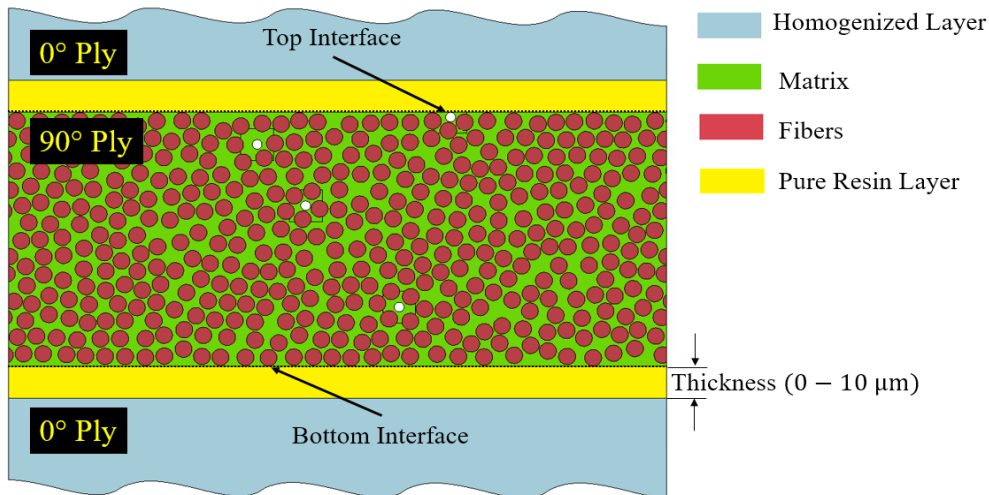 Top Interface
0° Ply
90° Ply
0° Ply
Bottom Interface
Thickness (0 − 10 μm)
Homogenized Layer
Matrix
Fibers
Pure Resin Layer